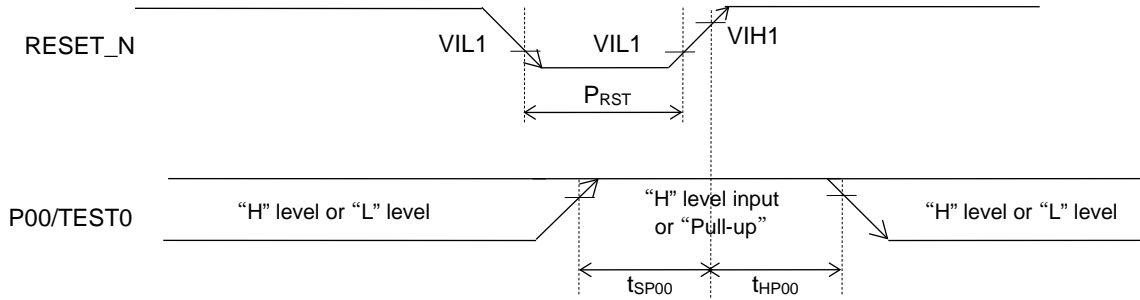 RESET_N
VIL1
VIL1
VIH1
PRST
P00/TEST0
“H” level or “L” level
“H” level input
or “Pull-up”
“H” level or “L” level
tSP00
tHP00